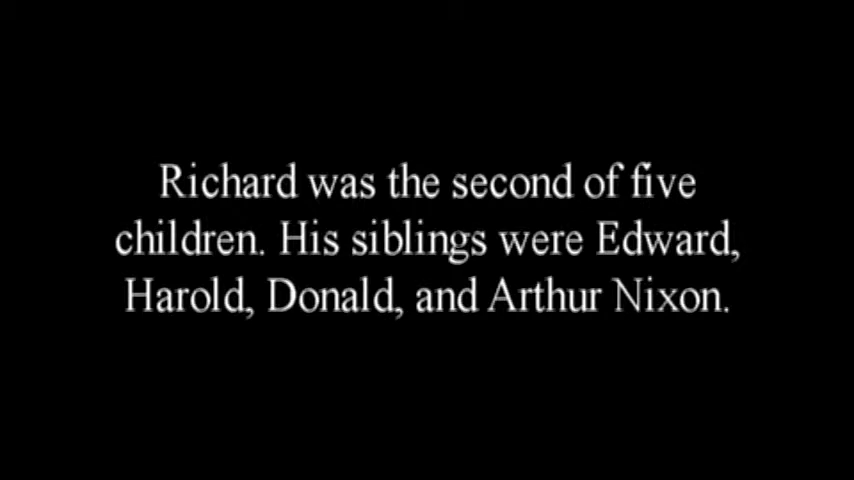 Richard was the second of five
children. His siblings were Edward,
Harold, Donald, and Arthur Nixon.